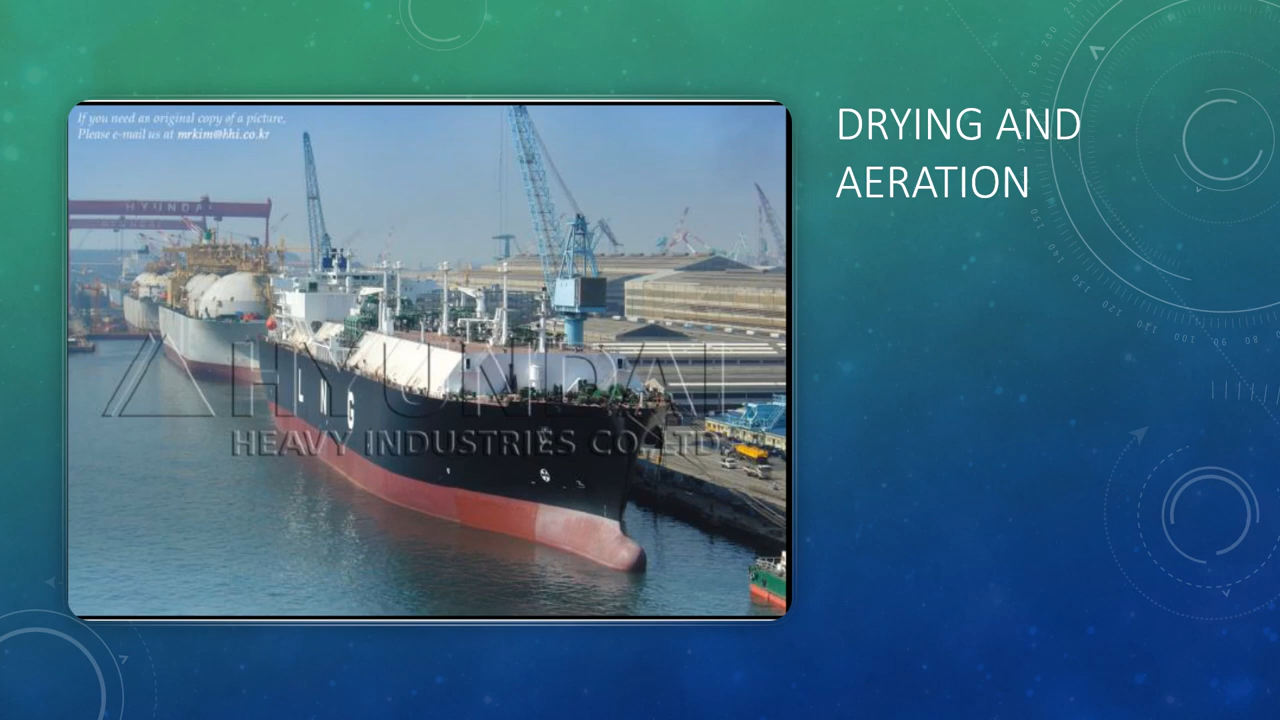 If you need an original copy of a picture,
Please e-mail us at mrkim@hhi.co.kr
DRYING AND
AERATION
HYUNDAI
LNG
HYUNDAI
HEAVY INDUSTRIES CO., LTD.